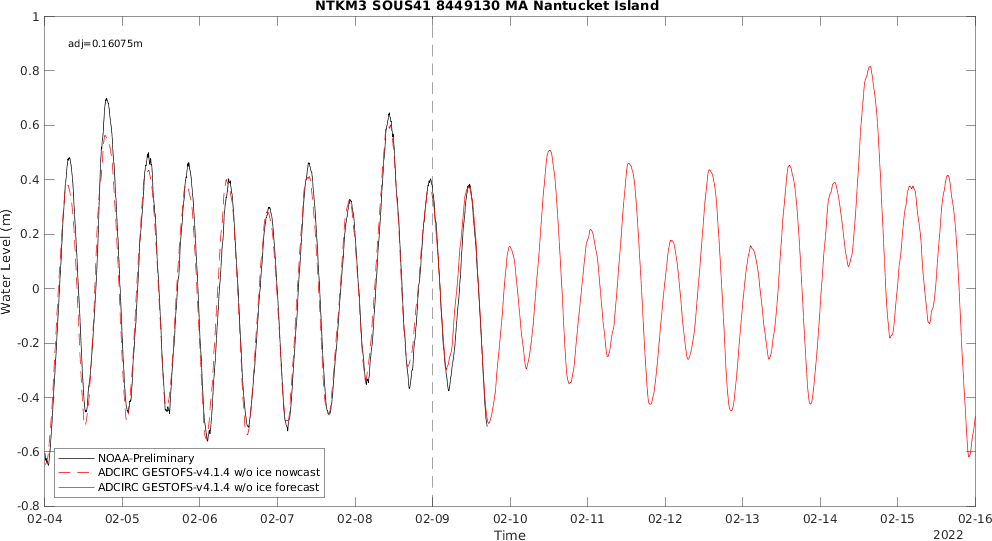 NTKM3 SOUS41 8449130 MA Nantucket Island
adj=0.16075m
1
0.8
0.6
0.4
0.2
0
-0.2
-0.4
-0.6
-0.8
Water Level (m)
NOAA-Preliminary
ADCIRC GESTOFS-v4.1.4 w/o ice nowcast
ADCIRC GESTOFS-v4.1.4 w/o ice forecast
02-04 02-05 02-06 02-07 02-08 02-09 02-10 02-11 02-12 02-13 02-14 02-15 02-16
Time
2022